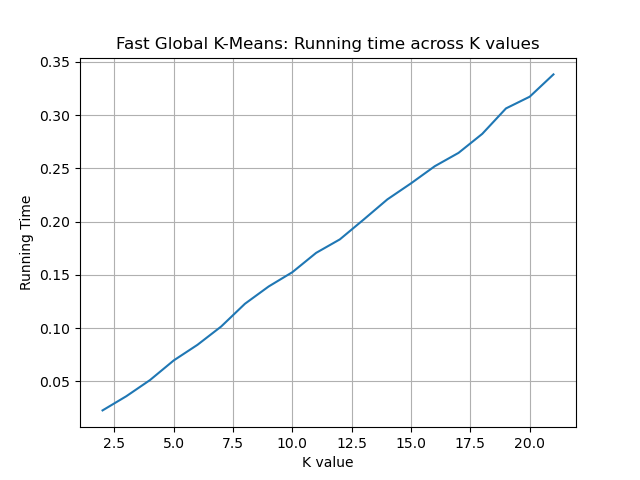 Fast Global K-Means: Running time across K values
0.35
0.30
0.25
0.20
0.15
0.10
0.05
Running Time
2.5 5.0 7.5 10.0 12.5 15.0 17.5 20.0
K value